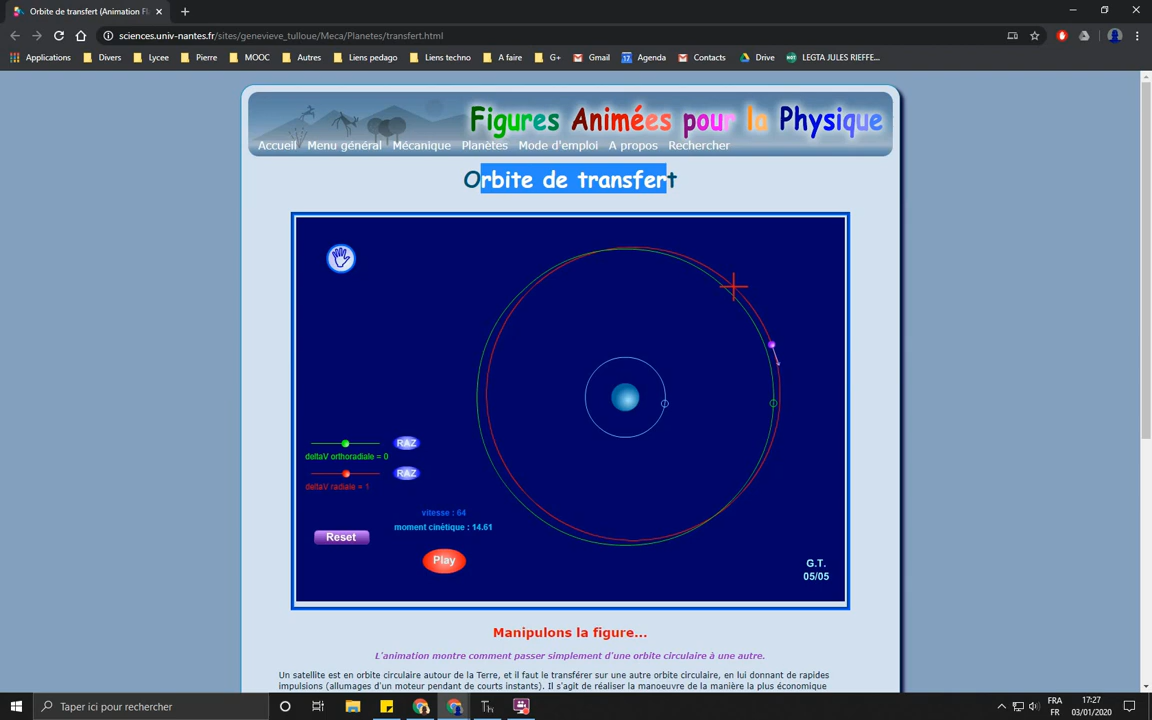 Orbite de transfert (Animation Fl
sciences.univ-nantes.fr/sites/genevieve_tulloue/Meca/Planetes/transfert.html
Applications Divers Lycee Pierre MOOC Autres Liens pedago Liens techno A faire G+ Gmail 17 Agenda Contacts Drive LEGTA JULES RIEFFE...
Figures Animées pour la Physique
Accueil Menu général Mécanique Planètes Mode d'emploi A propos Rechercher
Orbite de transfert
RAZ
deltaV orthoradiale = 0
RAZ
deltaV radiale = 1
vitesse : 64
moment cinétique : 14.61
Reset
Play
G.T.
05/05
Manipulons la figure...
L'animation montre comment passer simplement d'une orbite circulaire à une autre.
Un satellite est en orbite circulaire autour de la Terre, et il faut le transférer sur une autre orbite circulaire, en lui donnant de rapides
impulsions (allumages d'un moteur pendant de courts instants). Il s'agit de réaliser la manoeuvre de la manière la plus économique
Taper ici pour rechercher
FRA
FR
17:27
03/01/2020